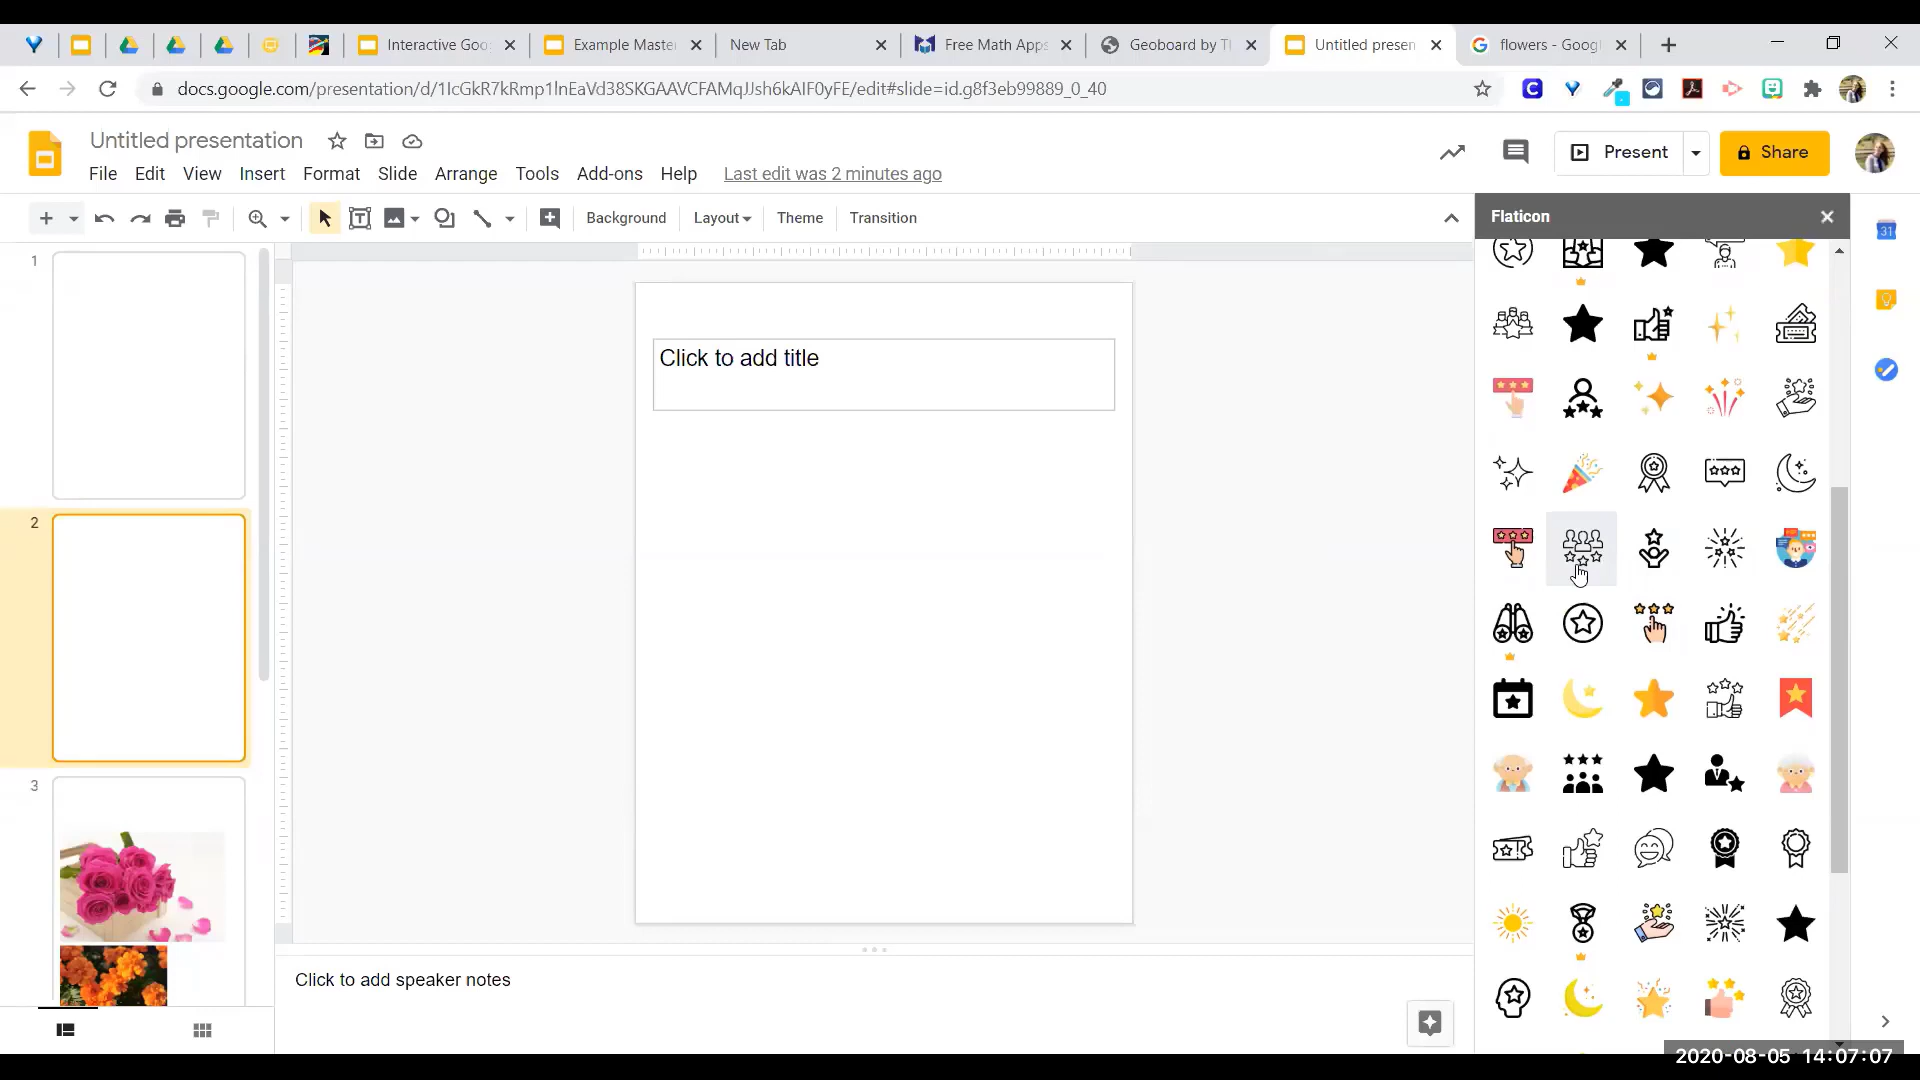 Interactive Goo
Example Master
New Tab
Free Math Apps
Geoboard by T
Untitled presen
flowers - Goog
docs.google.com/presentation/d/1IcGkR7kRmp1lnEaVd38SKGAAVCFAMqJJsh6kAIF0yFE/edit#slide=id.g8f3eb99889_0_40
Untitled presentation
Present
Share
File Edit View Insert Format Slide Arrange Tools Add-ons Help Last edit was 2 minutes ago
Background Layout Theme Transition
Flaticon
31
1
2
3
Click to add title
Click to add speaker notes
2020-08-05 14:07:07